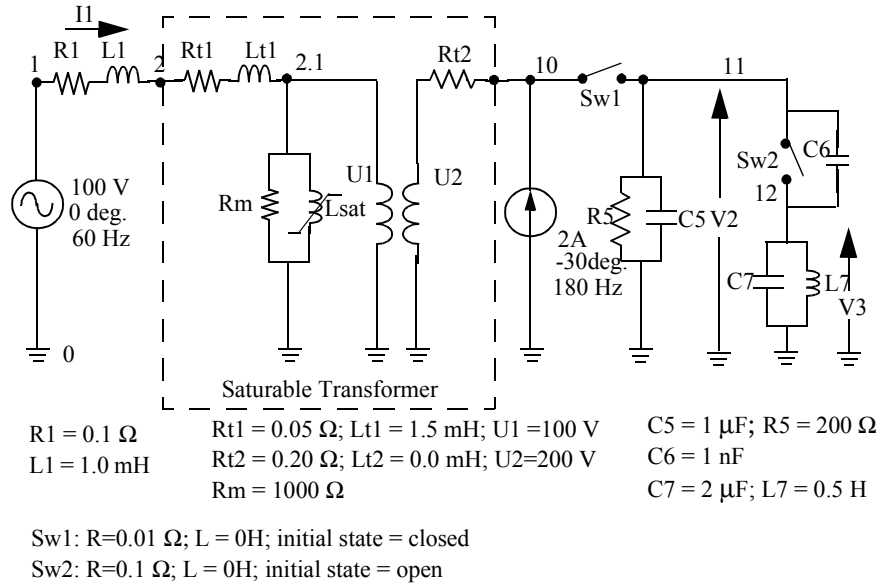 I1
1
R1
L1
2
Rt1
Lt1
2.1
Rt2
10
Sw1
11
100 V
0 deg.
60 Hz
Rm
Lsat
U1
U2
2A
-30deg.
180 Hz
R5
C5
V2
Sw2
C6
12
C7
L7
V3
0
Saturable Transformer
R1 = 0.1 Ω
L1 = 1.0 mH
Rt1 = 0.05 Ω; Lt1 = 1.5 mH; U1 =100 V
Rt2 = 0.20 Ω; Lt2 = 0.0 mH; U2=200 V
Rm = 1000 Ω
C5 = 1 μF; R5 = 200 Ω
C6 = 1 nF
C7 = 2 μF; L7 = 0.5 H
Sw1: R=0.01 Ω; L = 0H; initial state = closed
Sw2: R=0.1 Ω; L = 0H; initial state = open